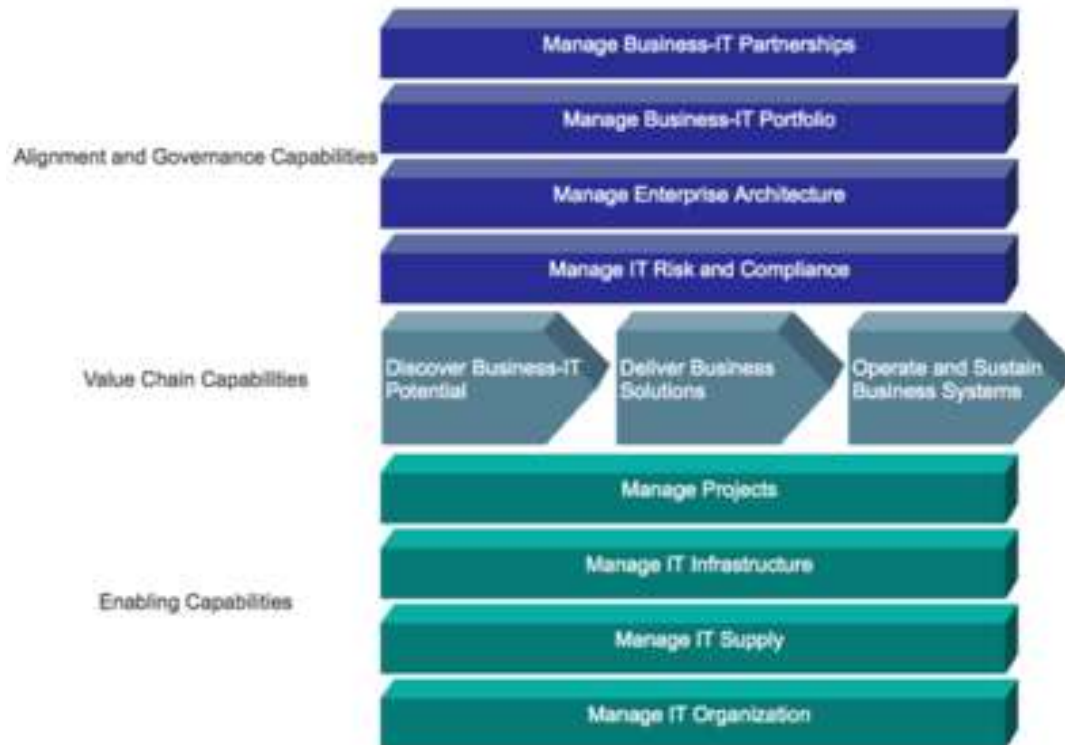 Manage Business-IT Partnerships
Manage Business-IT Portfolio
Alignment and Governance Capabilities
Manage Enterprise Architecture
Manage IT Risk and Compliance
Value Chain Capabilities
Discover Business-IT
Potential
Deliver Business
Solutions
Operate and Sustain
Business Systems
Manage Projects
Manage IT Infrastructure
Enabling Capabilities
Manage IT Supply
Manage IT Organization